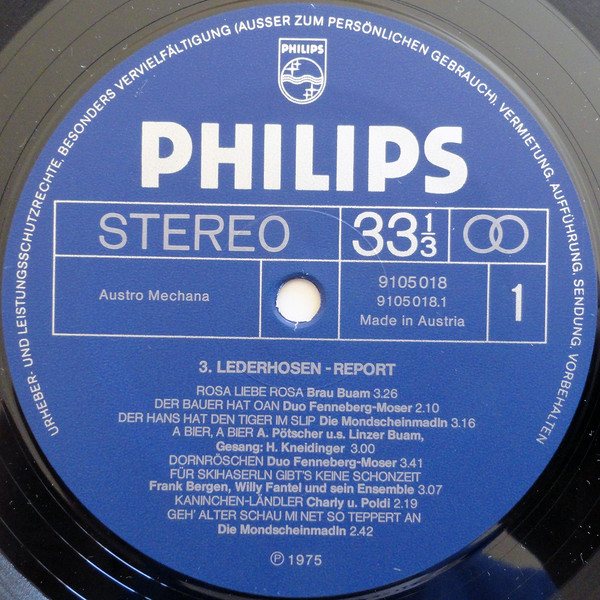 URHEBER- UND LEISTUNGSSCHUTZRECHTE, BESONDERS VERVIELFÄLTIGUNG (AUSSER ZUM PERSÖNLICHEN GEBRAUCH), VERMIETUNG, AUFFÜHRUNG, SENDUNG, VORBEHALTEN
PHILIPS
PHILIPS
STEREO 33⅓
Austro Mechana
9105018
9105018.1
Made in Austria
1
3. LEDERHOSEN - REPORT
ROSA LIEBE ROSA Brau Buam 3.26
DER BAUER HAT OAN Duo Fenneberg-Moser 2.10
DER HANS HAT DEN TIGER IM SLIP Die Mondscheinmadln 3.16
A BIER, A BIER A. Pötscher u.s. Linzer Buam,
Gesang: H. Kneidinger 3.00
DORNRÖSCHEN Duo Fenneberg-Moser 3.41
FÜR SKIHASERLN GIBT'S KEINE SCHONZEIT
Frank Bergen, Willy Fantel und sein Ensemble 3.07
KANINCHEN-LÄNDLER Charly u. Poldi 2.19
GEH' ALTER SCHAU MI NET SO TEPPERT AN
Die Mondscheinmadln 2.42
Ⓟ 1975